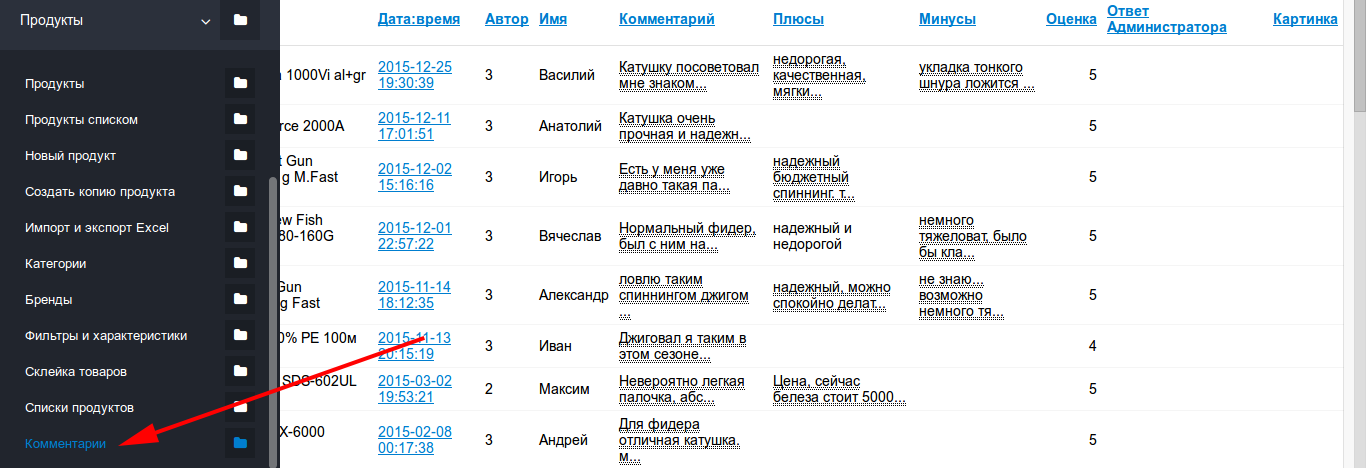 Продукты
Продукты
Продукты списком
Новый продукт
Создать копию продукта
Импорт и экспорт Excel
Категории
Бренды
Фильтры и характеристики
Склейка товаров
Списки продуктов
Комментарии
Дата:время Автор Имя Комментарий Плюсы Минусы Оценка Ответ
Администратора Картинка
1000Vi al+gr
2015-12-25
19:30:39
3
Василий
Катушку посоветовал
мне знаком...
недорогая,
качественная,
мягки...
укладка тонкого
шнура ложится ...
5
2000A
2015-12-11
17:01:51
3
Анатолий
Катушка очень
прочная и надежн...
5
Gun
g M.Fast
2015-12-02
15:16:16
3
Игорь
Есть у меня уже
давно такая па...
надежный
бюджетный
спиннинг. т...
5
Fish
80-160G
2015-12-01
22:57:22
3
Вячеслав
Нормальный фидер,
был с ним на...
надежный и
недорогой
немного
тяжеловат, было
бы кла...
5
Gun
g Fast
2015-11-14
18:12:35
3
Александр
ловлю таким
спиннингом джигом
...
надежный, можно
спокойно делат...
не знаю...
возможно
немного тя...
5
0% PE 100м
2015-11-13
20:15:19
3
Иван
Джиговал я таким в
этом сезоне...
4
SDS-602UL
2015-03-02
19:53:21
2
Максим
Невероятно легкая
палочка, абс...
Цена, сейчас
белеза стоит 5000...
5
X-6000
2015-02-08
00:17:38
3
Андрей
Для фидера
отличная катушка.
м...
5